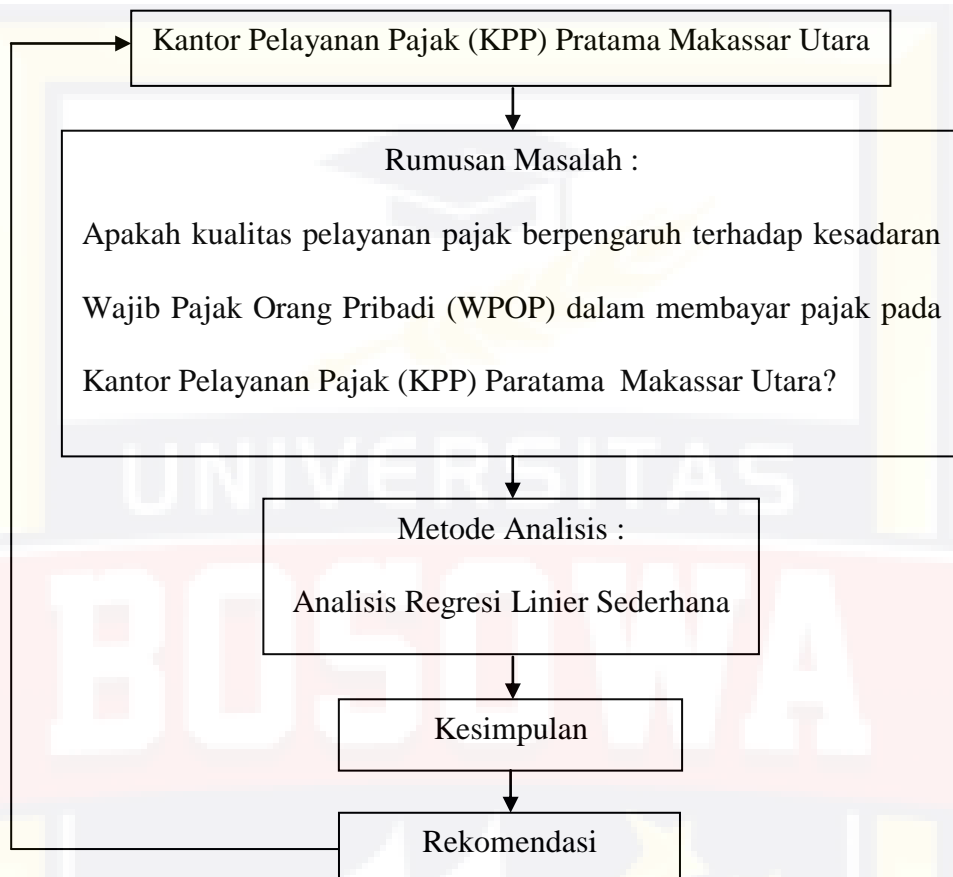 Kantor Pelayanan Pajak (KPP) Pratama Makassar Utara
Rumusan Masalah :
Apakah kualitas pelayanan pajak berpengaruh terhadap kesadaran
Wajib Pajak Orang Pribadi (WPOP) dalam membayar pajak pada
Kantor Pelayanan Pajak (KPP) Paratama Makassar Utara?
UNIVERSITAS
Metode Analisis :
Analisis Regresi Linier Sederhana
BOSOWA
Kesimpulan
Rekomendasi